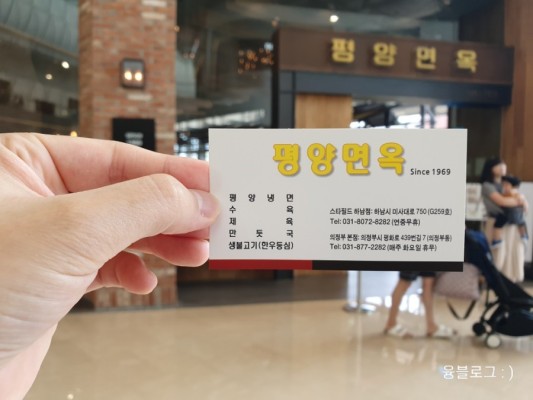 평양면옥
평양면옥 Since 1969
평양냉면
수육
제육
만둣국
생불고기(한우등심)
스타필드 하남점: 하남시 미사대로 750 (G259호)
Tel: 031-8072-8282 (연중무휴)
의정부 본점: 의정부시 평화로 439번길 7 (의정부동)
Tel: 031-877-2282 (매주 화요일 휴무)
융블로그 : )